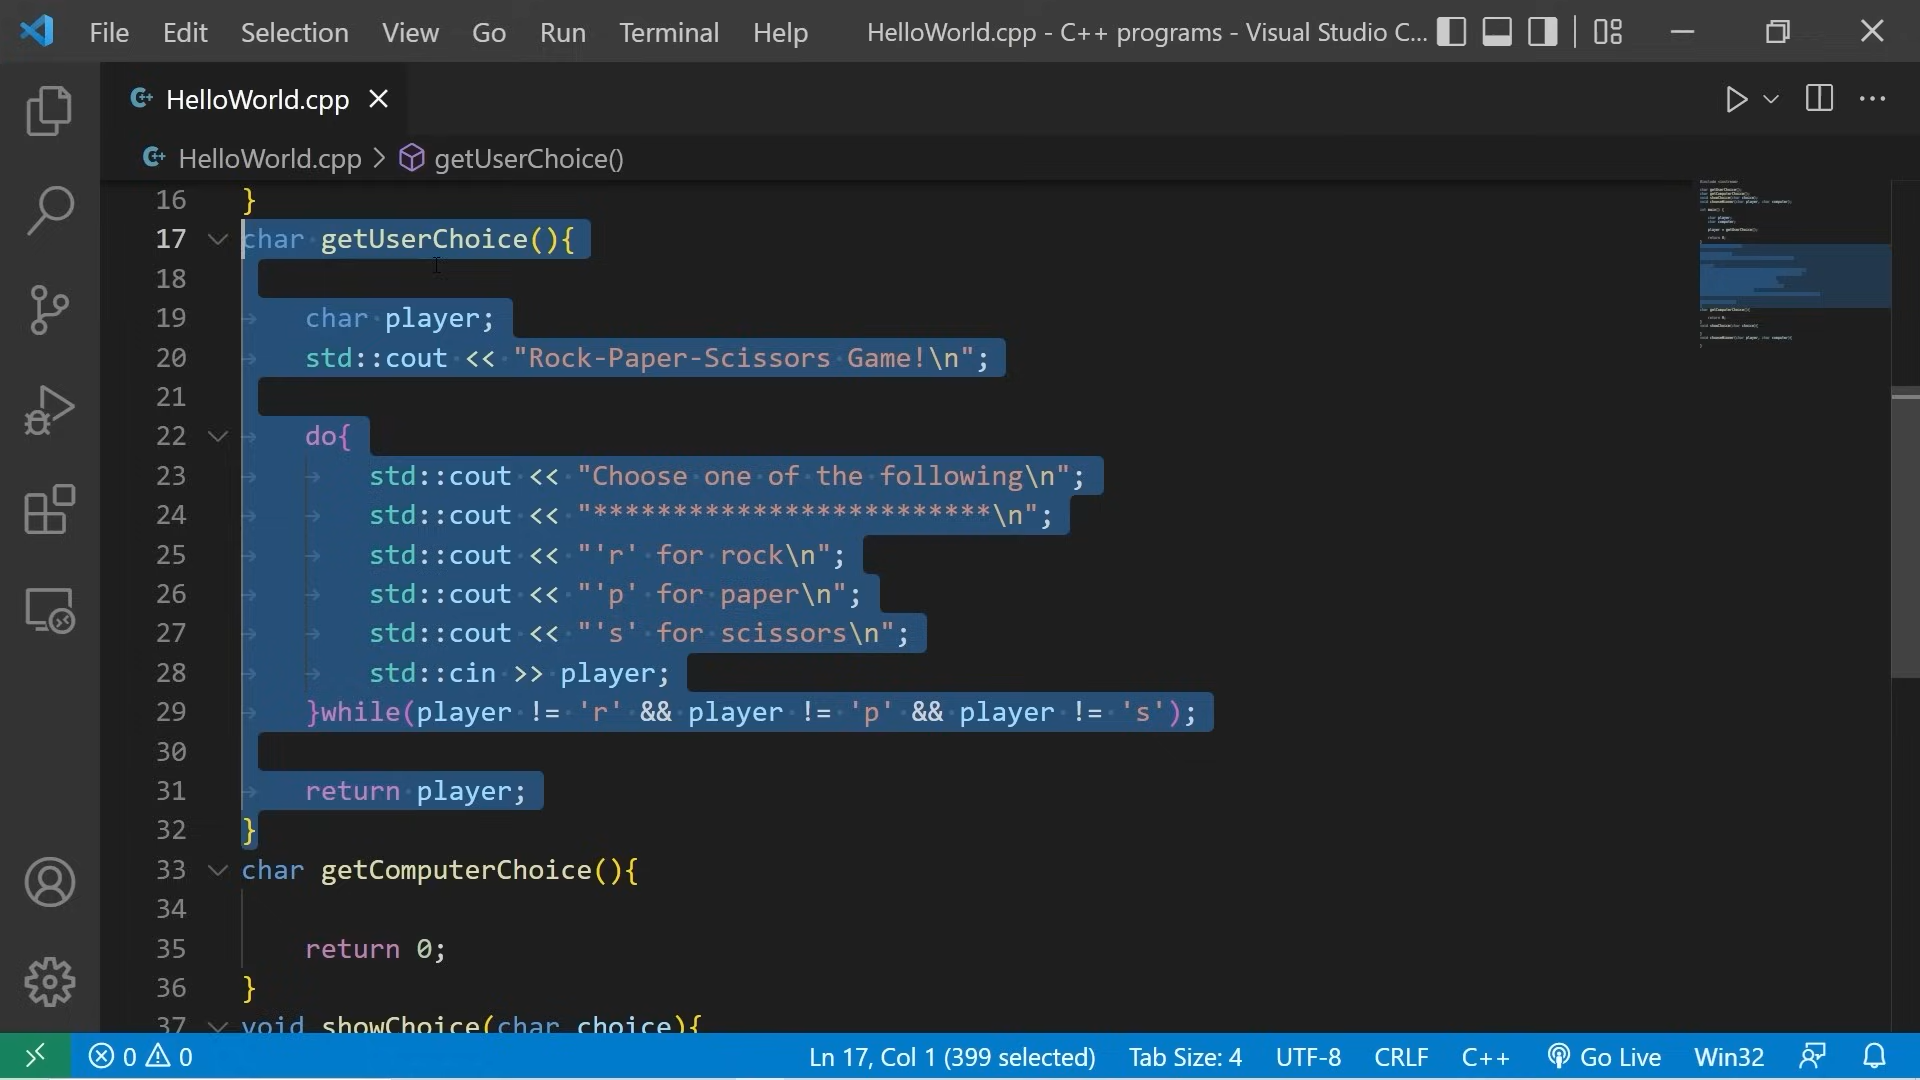 File Edit Selection View Go Run Terminal Help HelloWorld.cpp - C++ programs - Visual Studio C...
HelloWorld.cpp
HelloWorld.cpp > getUserChoice()
16 }
17 char getUserChoice(){
18
19 char player;
20 std::cout << "Rock-Paper-Scissors Game!\n";
21
22 do{
23 std::cout << "Choose one of the following\n";
24 std::cout << "*************************\n";
25 std::cout << "'r' for rock\n";
26 std::cout << "'p' for paper\n";
27 std::cout << "'s' for scissors\n";
28 std::cin >> player;
29 }while(player != 'r' && player != 'p' && player != 's');
30
31 return player;
32 }
33 char getComputerChoice(){
34
35 return 0;
36 }
37 void showChoice(char choice){
0 0 Ln 17, Col 1 (399 selected) Tab Size: 4 UTF-8 CRLF C++ Go Live Win32